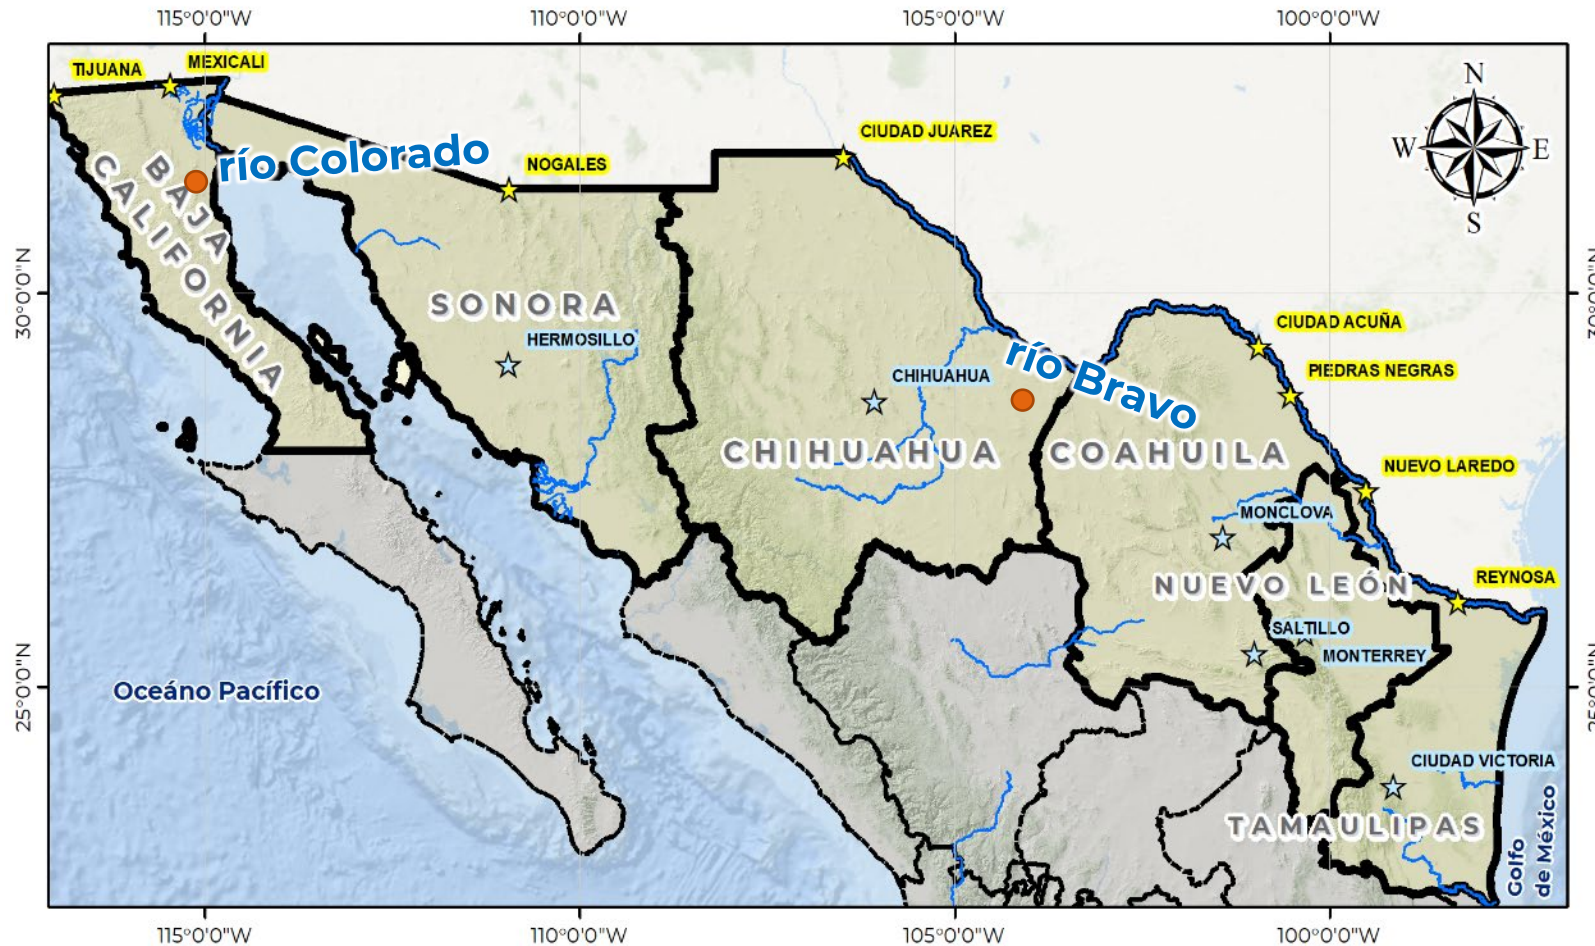 115°0'0"W
110°0'0"W
105°0'0"W
100°0'0"W
TIJUANA
MEXICALI
N
W
E
S
CIUDAD JUAREZ
río Colorado
NOGALES
BAJA
CALIFORNIA
30°0'0"N
30°0'0"N
SONORA
HERMOSILLO
CIUDAD ACUÑA
río Bravo
CHIHUAHUA
PIEDRAS NEGRAS
CHIHUAHUA
COAHUILA
NUEVO LAREDO
MONCLOVA
NUEVO LEÓN
REYNOSA
SALTILLO
MONTERREY
25°0'0"N
25°0'0"N
Oceáno Pacífico
CIUDAD VICTORIA
TAMAULIPAS
Golfo
de México
115°0'0"W
110°0'0"W
105°0'0"W
100°0'0"W